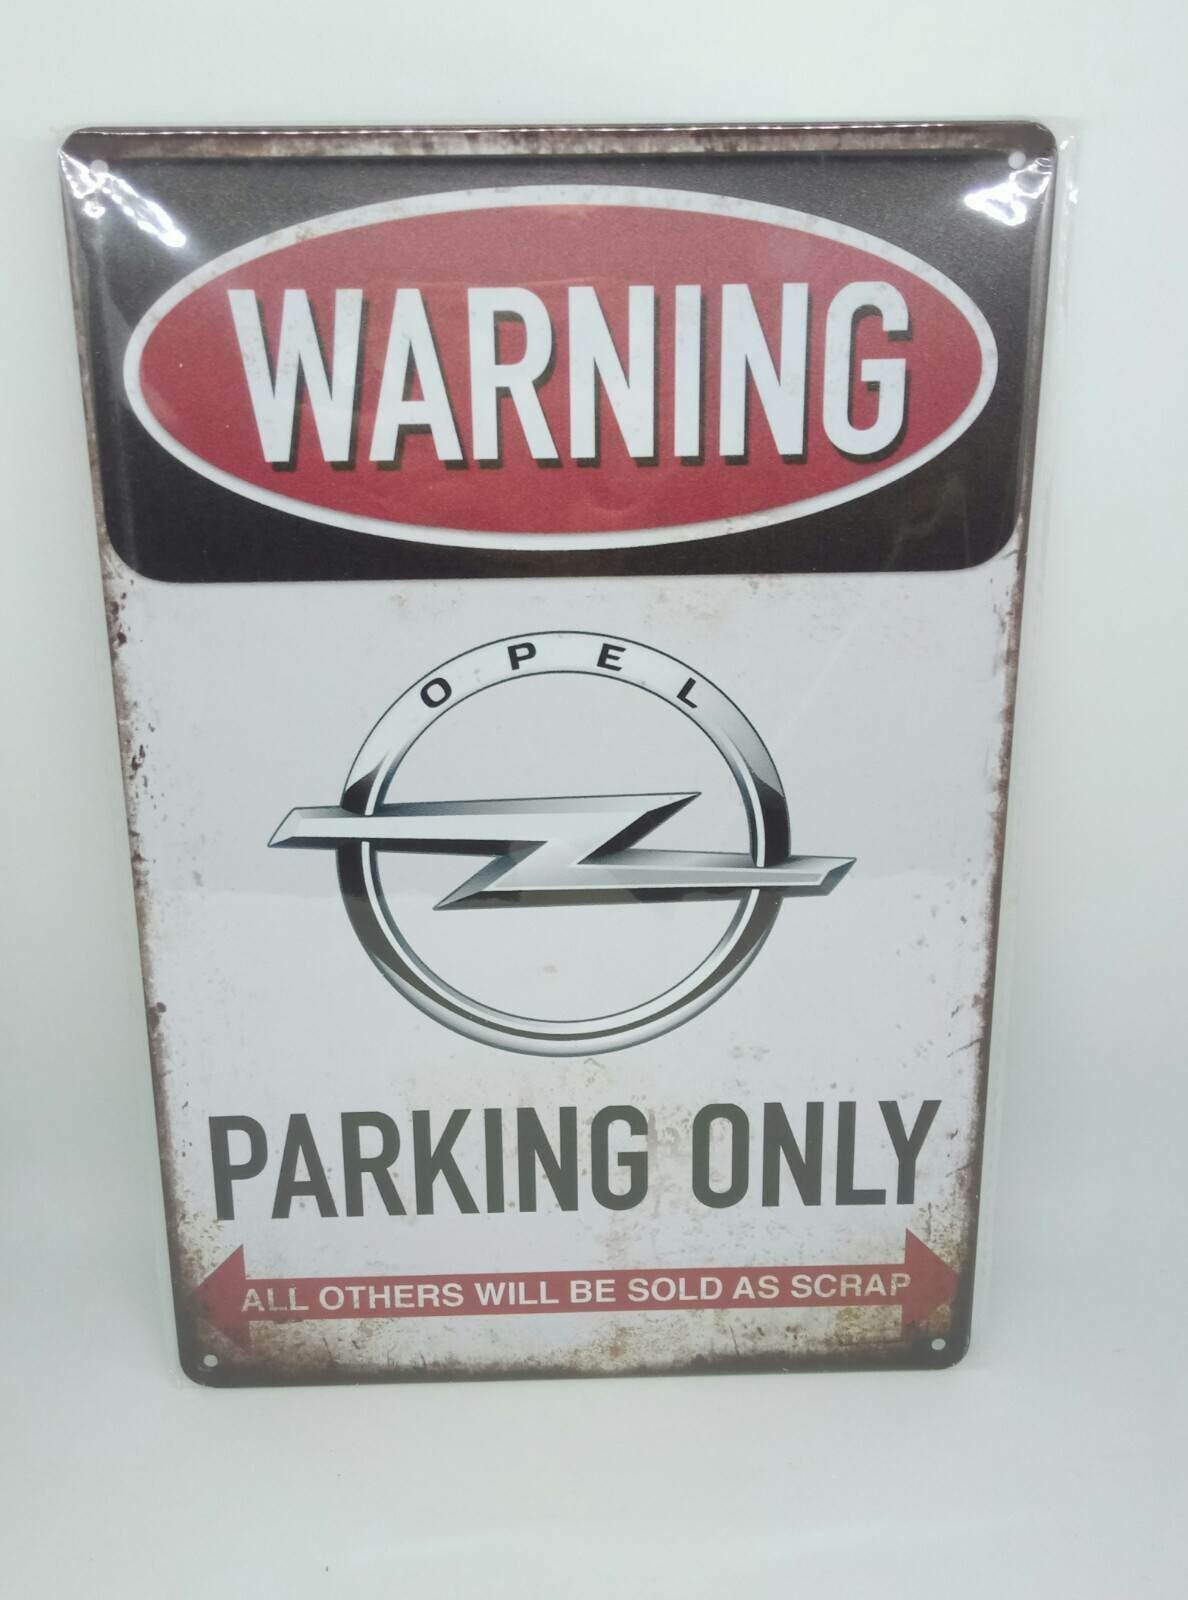 WARNING
OPEL
PARKING ONLY
ALL OTHERS WILL BE SOLD AS SCRAP